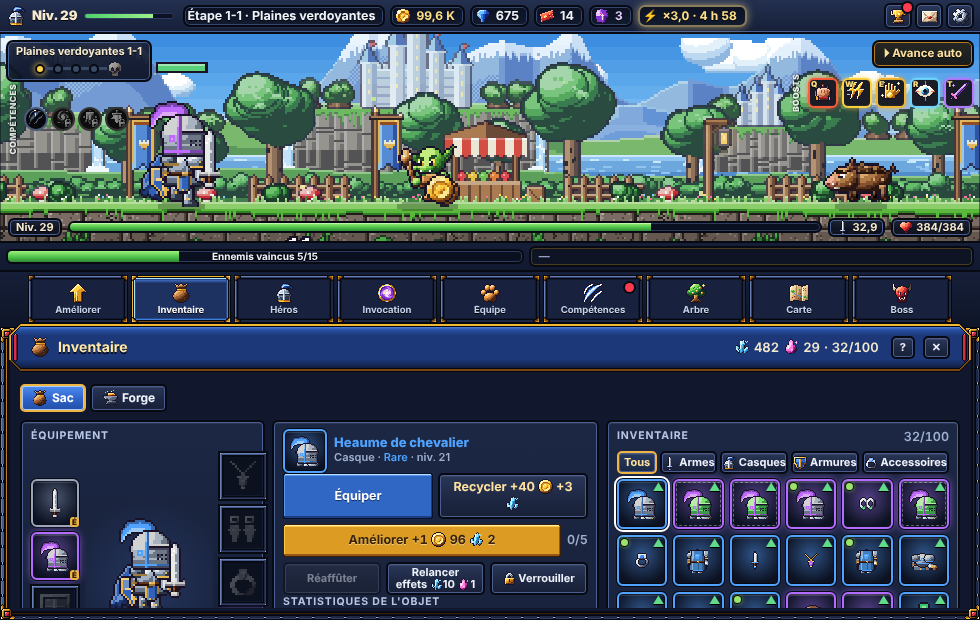 Niv. 29
Étape 1-1 · Plaines verdoyantes
99,6 K
675
14
3
×3,0 · 4 h 58
Plaines verdoyantes 1-1
Avance auto
COMPÉTENCES
BOOSTS
Q
W
E
R
T
Niv. 29
32,9
384/384
Ennemis vaincus 5/15
—
Améliorer
Inventaire
Héros
Invocation
Equipe
Compétences
Arbre
Carte
Boss
Inventaire
482
29 · 32/100
?
×
Sac
Forge
ÉQUIPEMENT
E
E
Heaume de chevalier
Casque · Rare · niv. 21
Équiper
Recycler +40 +3
Améliorer +1 96 2
0/5
Réaffûter
Relancer
effets 10 1
Verrouiller
STATISTIQUES DE L'OBJET
INVENTAIRE
32/100
Tous
Armes
Casques
Armures
Accessoires